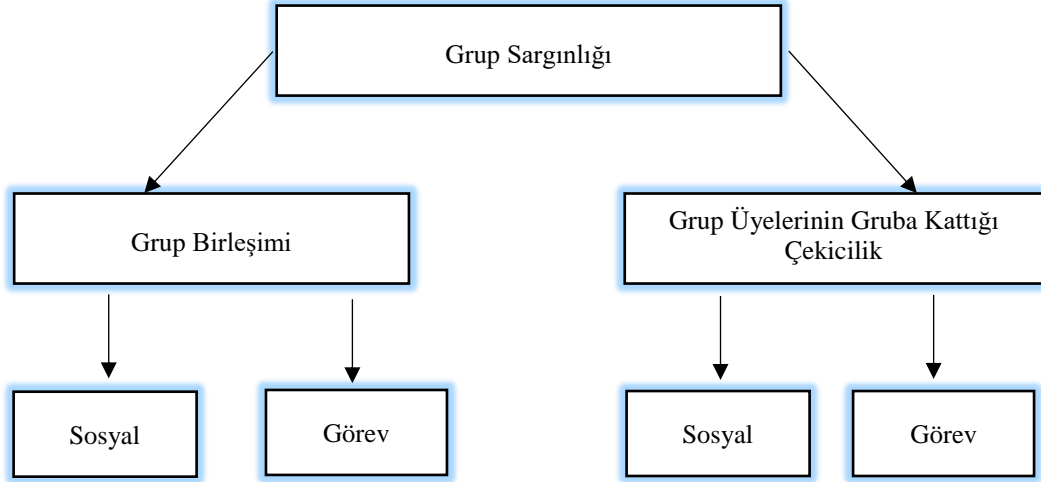 Grup Sargınlığı
Grup Birleşimi
Grup Üyelerinin Gruba Kattığı
Çekicilik
Sosyal
Görev
Sosyal
Görev